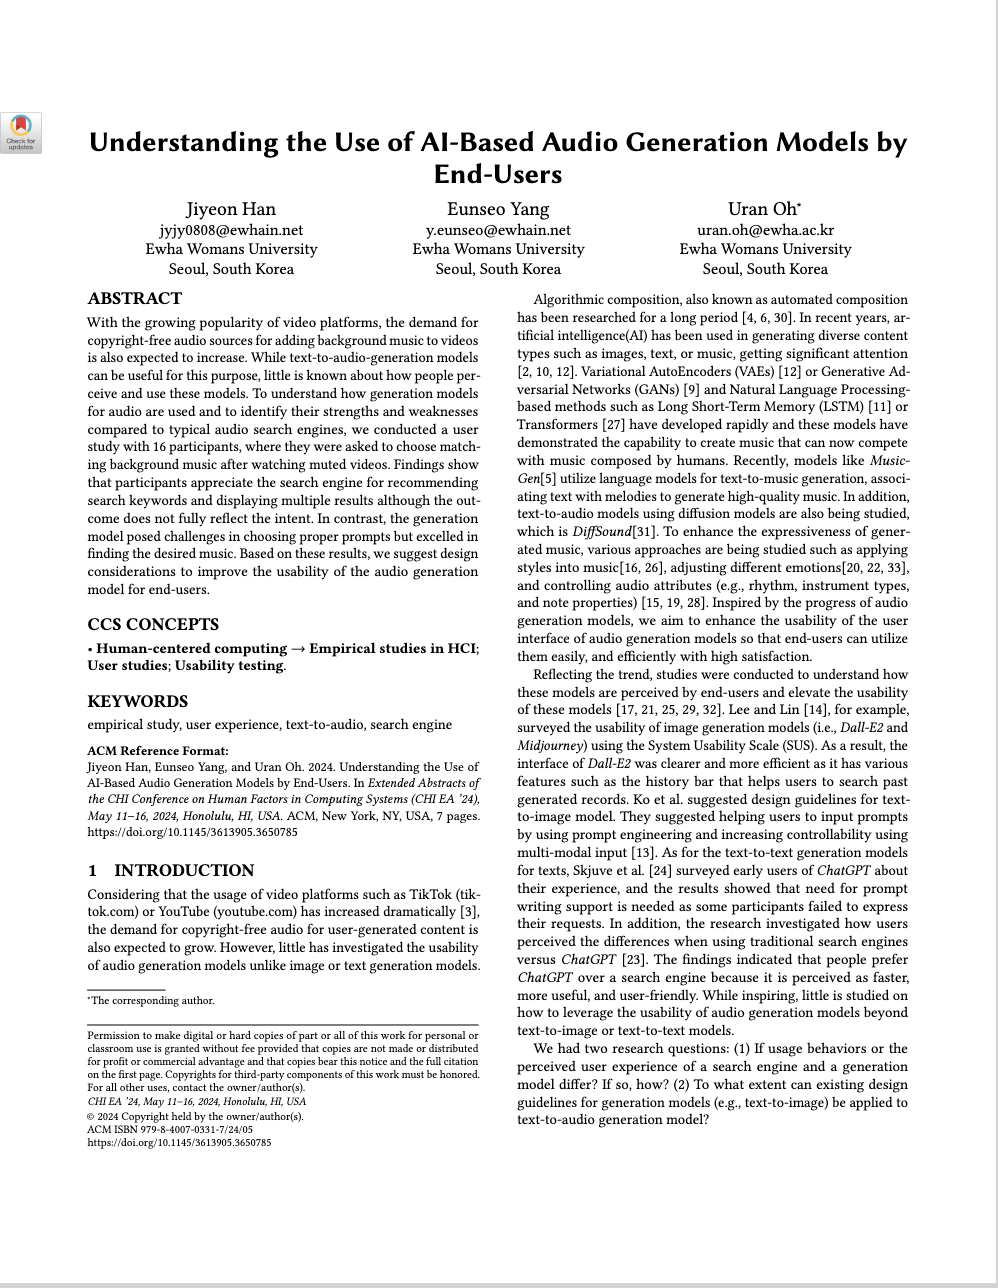 Check for
updates
Understanding the Use of AI-Based Audio Generation Models by
End-Users
Jiyeon Han
jyjy0808@ewhain.net
Ewha Womans University
Seoul, South Korea
Eunseo Yang
y.eunseo@ewhain.net
Ewha Womans University
Seoul, South Korea
Uran Oh*
uran.oh@ewha.ac.kr
Ewha Womans University
Seoul, South Korea
ABSTRACT
With the growing popularity of video platforms, the demand for
copyright-free audio sources for adding background music to videos
is also expected to increase. While text-to-audio-generation models
can be useful for this purpose, little is known about how people per-
ceive and use these models. To understand how generation models
for audio are used and to identify their strengths and weaknesses
compared to typical audio search engines, we conducted a user
study with 16 participants, where they were asked to choose match-
ing background music after watching muted videos. Findings show
that participants appreciate the search engine for recommending
search keywords and displaying multiple results although the out-
come does not fully reflect the intent. In contrast, the generation
model posed challenges in choosing proper prompts but excelled in
finding the desired music. Based on these results, we suggest design
considerations to improve the usability of the audio generation
model for end-users.
CCS CONCEPTS
• Human-centered computing → Empirical studies in HCI;
User studies; Usability testing.
KEYWORDS
empirical study, user experience, text-to-audio, search engine
ACM Reference Format:
Jiyeon Han, Eunseo Yang, and Uran Oh. 2024. Understanding the Use of
AI-Based Audio Generation Models by End-Users. In Extended Abstracts of
the CHI Conference on Human Factors in Computing Systems (CHI EA ’24),
May 11–16, 2024, Honolulu, HI, USA. ACM, New York, NY, USA, 7 pages.
https://doi.org/10.1145/3613905.3650785
1 INTRODUCTION
Considering that the usage of video platforms such as TikTok (tik-
tok.com) or YouTube (youtube.com) has increased dramatically [3],
the demand for copyright-free audio for user-generated content is
also expected to grow. However, little has investigated the usability
of audio generation models unlike image or text generation models.
*The corresponding author.
Permission to make digital or hard copies of part or all of this work for personal or
classroom use is granted without fee provided that copies are not made or distributed
for profit or commercial advantage and that copies bear this notice and the full citation
on the first page. Copyrights for third-party components of this work must be honored.
For all other uses, contact the owner/author(s).
CHI EA ’24, May 11–16, 2024, Honolulu, HI, USA
© 2024 Copyright held by the owner/author(s).
ACM ISBN 979-8-4007-0331-7/24/05
https://doi.org/10.1145/3613905.3650785
Algorithmic composition, also known as automated composition
has been researched for a long period [4, 6, 30]. In recent years, ar-
tificial intelligence(AI) has been used in generating diverse content
types such as images, text, or music, getting significant attention
[2, 10, 12]. Variational AutoEncoders (VAEs) [12] or Generative Ad-
versarial Networks (GANs) [9] and Natural Language Processing-
based methods such as Long Short-Term Memory (LSTM) [11] or
Transformers [27] have developed rapidly and these models have
demonstrated the capability to create music that can now compete
with music composed by humans. Recently, models like Music-
Gen[5] utilize language models for text-to-music generation, associ-
ating text with melodies to generate high-quality music. In addition,
text-to-audio models using diffusion models are also being studied,
which is DiffSound[31]. To enhance the expressiveness of gener-
ated music, various approaches are being studied such as applying
styles into music[16, 26], adjusting different emotions[20, 22, 33],
and controlling audio attributes (e.g., rhythm, instrument types,
and note properties) [15, 19, 28]. Inspired by the progress of audio
generation models, we aim to enhance the usability of the user
interface of audio generation models so that end-users can utilize
them easily, and efficiently with high satisfaction.
Reflecting the trend, studies were conducted to understand how
these models are perceived by end-users and elevate the usability
of these models [17, 21, 25, 29, 32]. Lee and Lin [14], for example,
surveyed the usability of image generation models (i.e., Dall-E2 and
Midjourney) using the System Usability Scale (SUS). As a result, the
interface of Dall-E2 was clearer and more efficient as it has various
features such as the history bar that helps users to search past
generated records. Ko et al. suggested design guidelines for text-
to-image model. They suggested helping users to input prompts
by using prompt engineering and increasing controllability using
multi-modal input [13]. As for the text-to-text generation models
for texts, Skjuve et al. [24] surveyed early users of ChatGPT about
their experience, and the results showed that need for prompt
writing support is needed as some participants failed to express
their requests. In addition, the research investigated how users
perceived the differences when using traditional search engines
versus ChatGPT [23]. The findings indicated that people prefer
ChatGPT over a search engine because it is perceived as faster,
more useful, and user-friendly. While inspiring, little is studied on
how to leverage the usability of audio generation models beyond
text-to-image or text-to-text models.
We had two research questions: (1) If usage behaviors or the
perceived user experience of a search engine and a generation
model differ? If so, how? (2) To what extent can existing design
guidelines for generation models (e.g., text-to-image) be applied to
text-to-audio generation model?